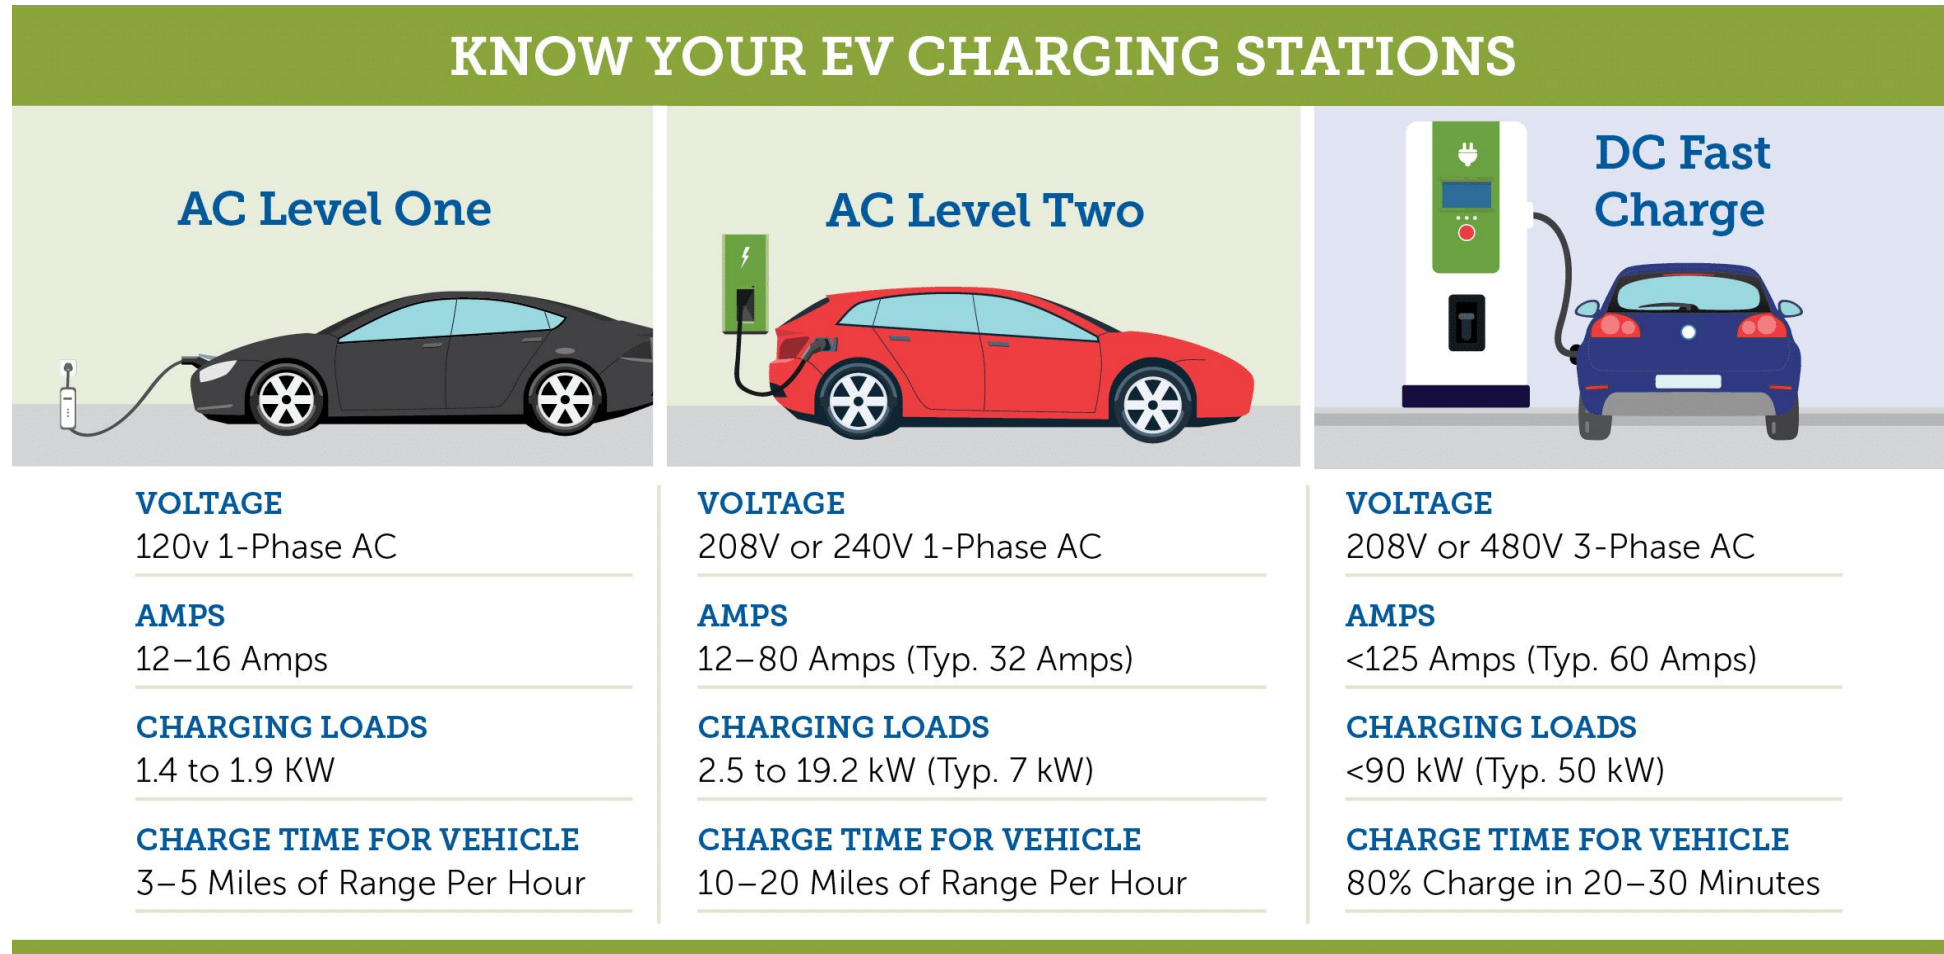 KNOW YOUR EV CHARGING STATIONS
AC Level One
VOLTAGE
120v 1-Phase AC
AMPS
12–16 Amps
CHARGING LOADS
1.4 to 1.9 KW
CHARGE TIME FOR VEHICLE
3–5 Miles of Range Per Hour
AC Level Two
VOLTAGE
208V or 240V 1-Phase AC
AMPS
12–80 Amps (Typ. 32 Amps)
CHARGING LOADS
2.5 to 19.2 kW (Typ. 7 kW)
CHARGE TIME FOR VEHICLE
10–20 Miles of Range Per Hour
DC Fast
Charge
VOLTAGE
208V or 480V 3-Phase AC
AMPS
<125 Amps (Typ. 60 Amps)
CHARGING LOADS
<90 kW (Typ. 50 kW)
CHARGE TIME FOR VEHICLE
80% Charge in 20–30 Minutes